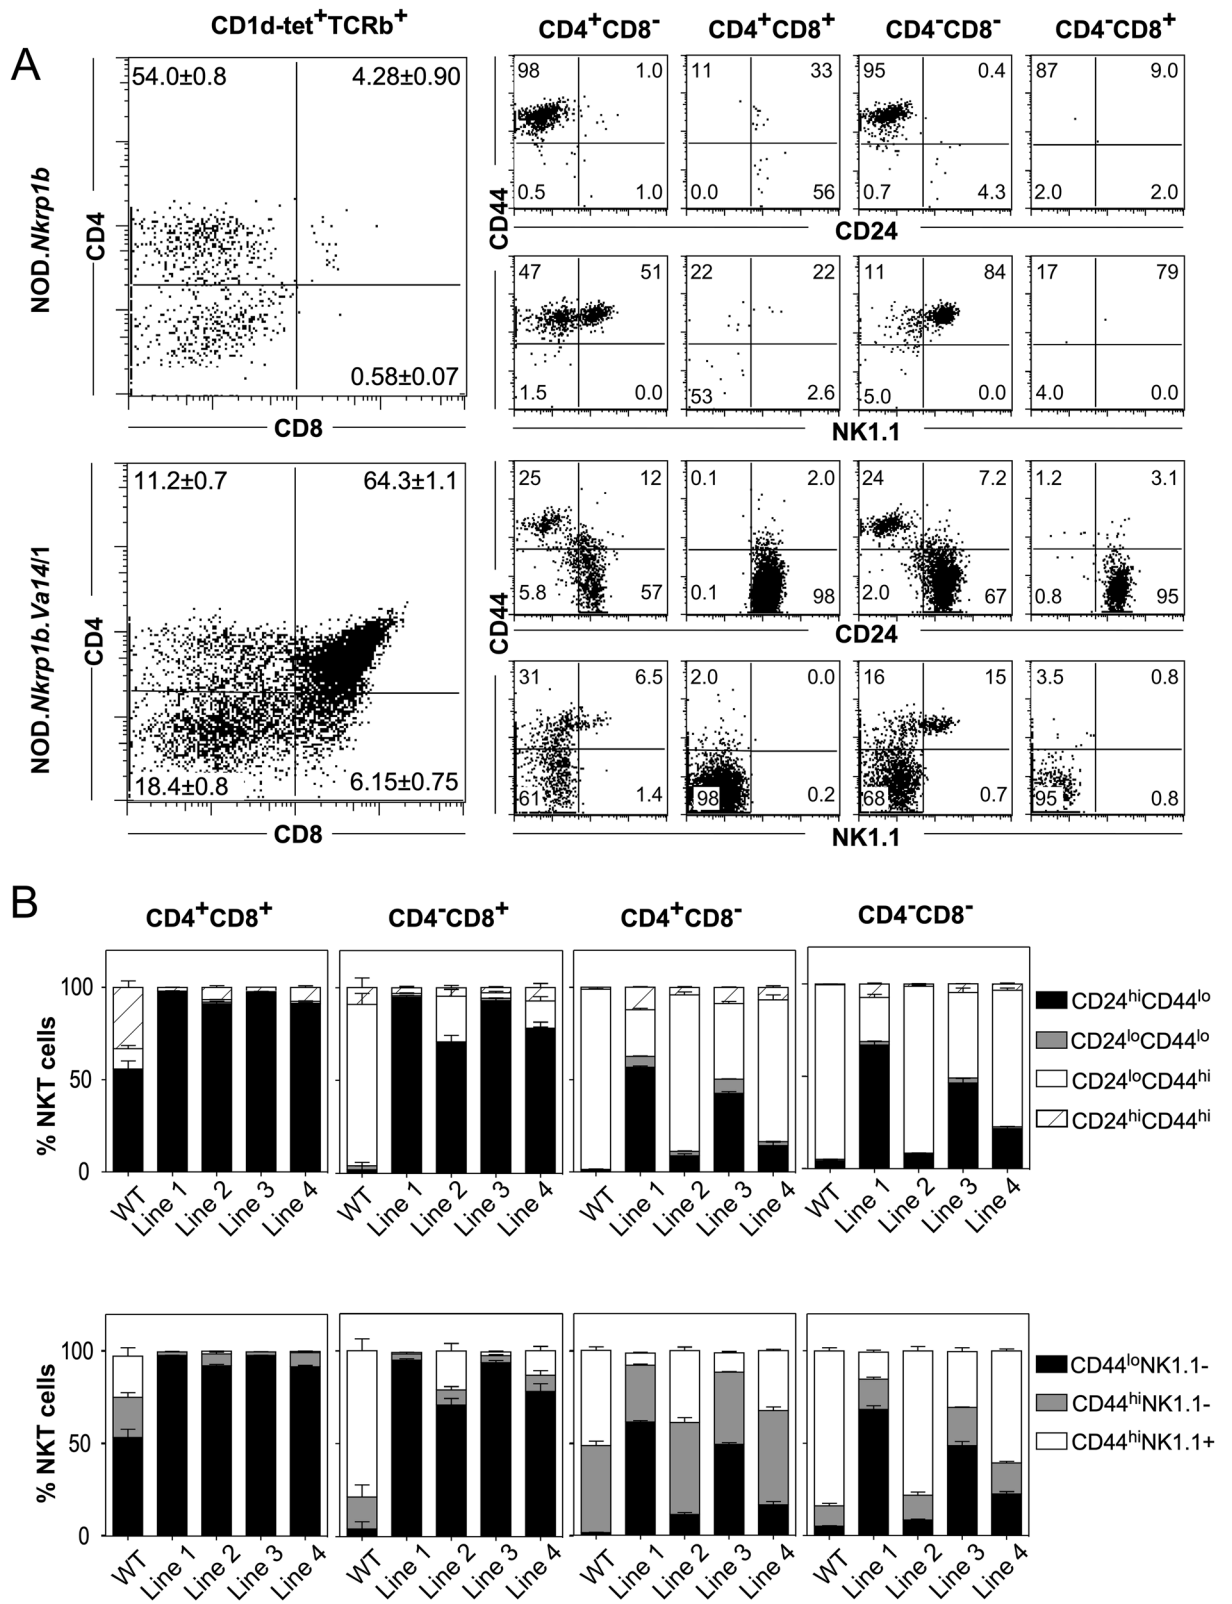 A
CD1d-tet+TCRb+
CD4+CD8-
CD4+CD8+
CD4-CD8-
CD4-CD8+
NOD.Nkrp1b
CD4
54.0±0.8
4.28±0.90
0.58±0.07
CD8
CD44
98
1.0
0.5
1.0
11
33
0.0
56
95
0.4
0.7
4.3
87
9.0
2.0
2.0
CD24
47
51
1.5
0.0
22
22
53
2.6
11
84
5.0
0.0
17
79
4.0
0.0
NK1.1
NOD.Nkrp1b.Va14/1
CD4
11.2±0.7
64.3±1.1
18.4±0.8
6.15±0.75
CD8
CD44
25
12
5.8
57
0.1
2.0
0.1
98
24
7.2
2.0
67
1.2
3.1
0.8
95
CD24
31
6.5
61
1.4
2.0
0.0
98
0.2
16
15
68
0.7
3.5
0.8
95
0.8
NK1.1
B
CD4+CD8+
CD4-CD8+
CD4+CD8-
CD4-CD8-
% NKT cells
100
50
0
WT
Line 1
Line 2
Line 3
Line 4
WT
Line 1
Line 2
Line 3
Line 4
WT
Line 1
Line 2
Line 3
Line 4
WT
Line 1
Line 2
Line 3
Line 4
CD24hiCD44lo
CD24loCD44lo
CD24loCD44hi
CD24hiCD44hi
% NKT cells
100
50
0
WT
Line 1
Line 2
Line 3
Line 4
WT
Line 1
Line 2
Line 3
Line 4
WT
Line 1
Line 2
Line 3
Line 4
WT
Line 1
Line 2
Line 3
Line 4
CD44loNK1.1-
CD44hiNK1.1-
CD44hiNK1.1+